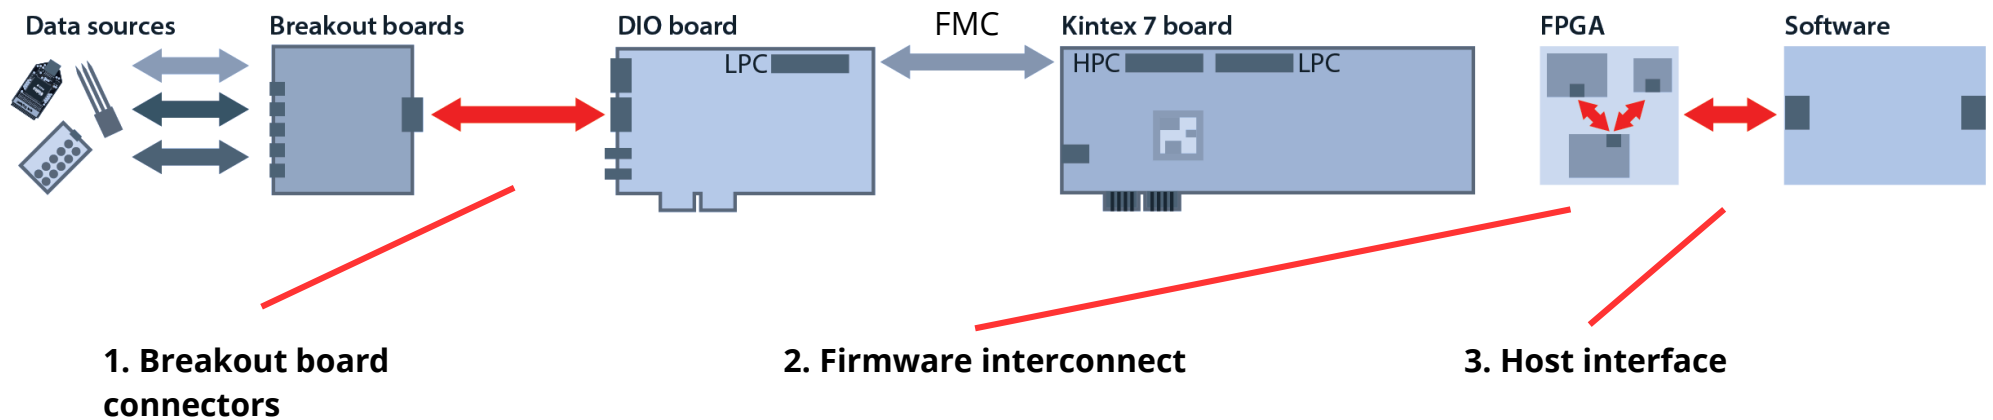 Data sources
Breakout boards
DIO board
FMC
Kintex 7 board
FPGA
Software
LPC
HPC
LPC
1. Breakout board
connectors
2. Firmware interconnect
3. Host interface